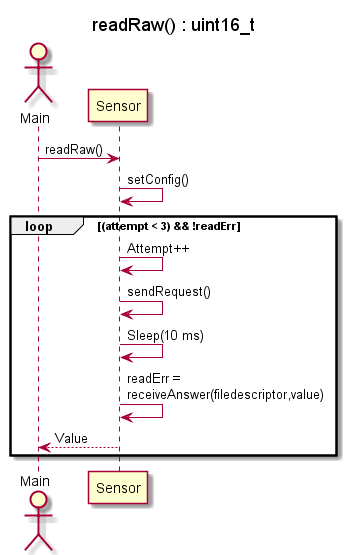 readRaw() : uint16_t
Main
Sensor
readRaw()
setConfig()
loop [(attempt < 3) && !readErr]
Attempt++
sendRequest()
Sleep(10 ms)
readErr =
receiveAnswer(filedescriptor,value)
Value
Main
Sensor